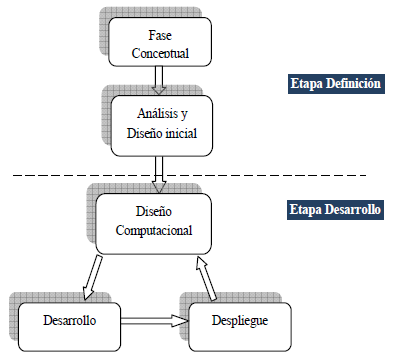 Fase
Conceptual
Etapa Definición
Análisis y
Diseño inicial
Diseño
Computacional
Etapa Desarrollo
Desarrollo
Despliegue